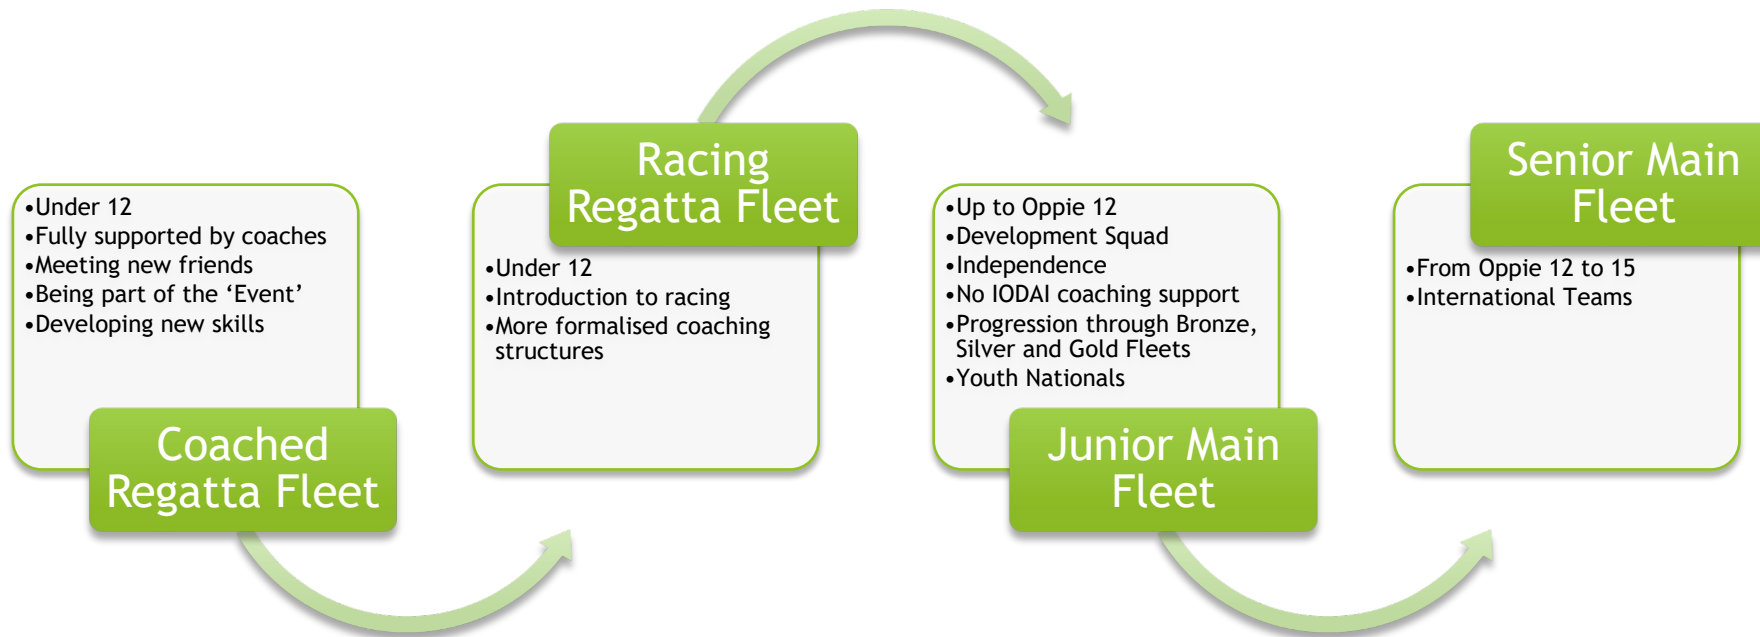 •Under 12
•Fully supported by coaches
•Meeting new friends
•Being part of the ‘Event’
•Developing new skills
Coached
Regatta Fleet
Racing
Regatta Fleet
•Under 12
•Introduction to racing
•More formalised coaching
structures
•Up to Oppie 12
•Development Squad
•Independence
•No IODAI coaching support
•Progression through Bronze,
Silver and Gold Fleets
•Youth Nationals
Junior Main
Fleet
Senior Main
Fleet
•From Oppie 12 to 15
•International Teams